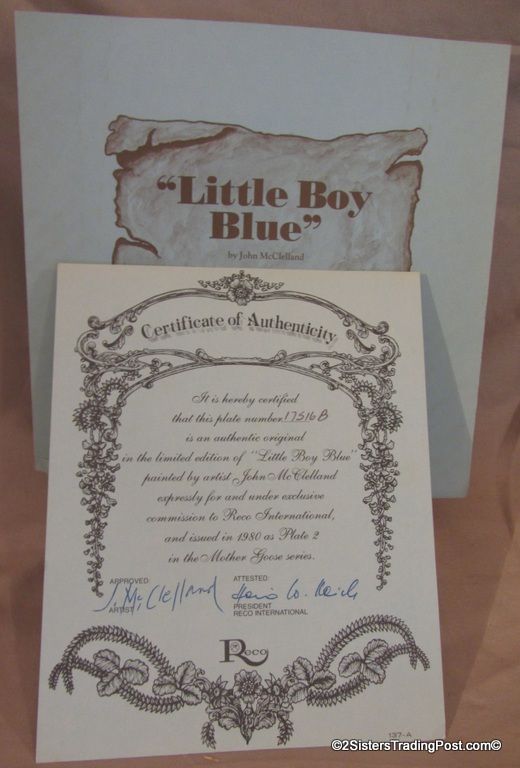 "Little Boy
Blue"
by John McClelland
Certificate of Authenticity
It is hereby certified
that this plate number 17516B
is an authentic original
in the limited edition of "Little Boy Blue"
painted by artist John McClelland
expressly for and under exclusive
commission to Reco International,
and issued in 1980 as Plate 2
in the Mother Goose series.
APPROVED: ATTESTED:
J. McClelland
ARTIST PRESIDENT
RECO INTERNATIONAL
Reco
137-A
©2SistersTradingPost.com©